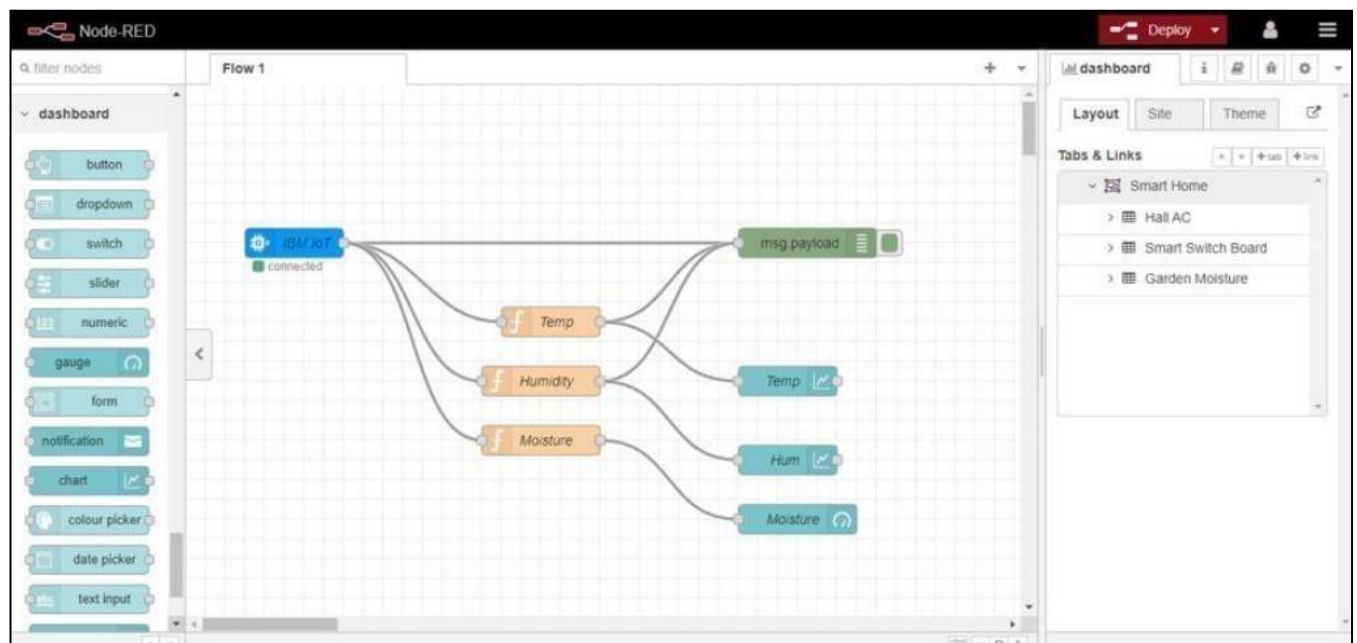 Node-RED
Deploy
filter nodes
Flow 1
dashboard
Layout
Site
Theme
Tabs & Links
+ tab
+ link
Smart Home
Hall AC
Smart Switch Board
Garden Moisture
dashboard
button
dropdown
switch
slider
numeric
gauge
form
notification
chart
colour picker
date picker
text input
IBM IoT
connected
msg.payload
Temp
Humidity
Moisture
Temp
Hum
Moisture